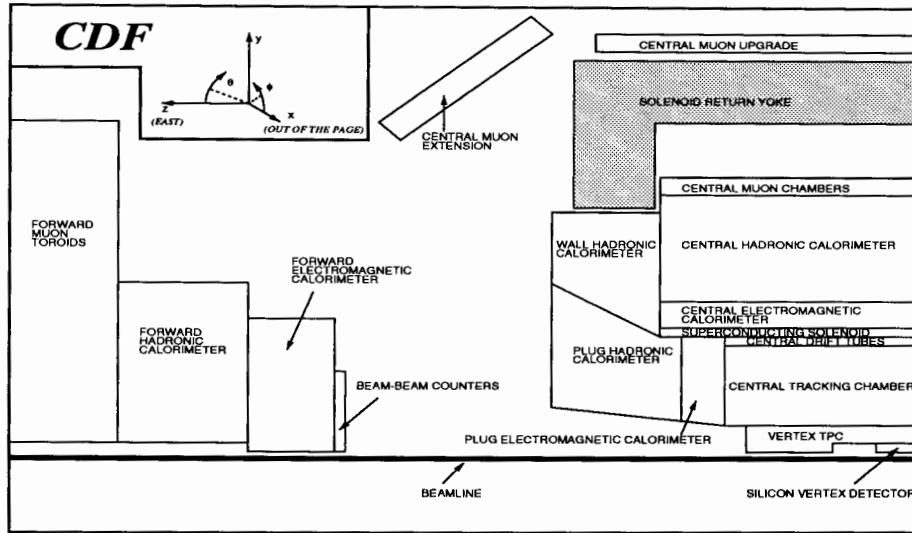 CDF
y
θ
φ
z
x
(EAST)
(OUT OF THE PAGE)
CENTRAL MUON
EXTENSION
CENTRAL MUON UPGRADE
SOLENOID RETURN YOKE
CENTRAL MUON CHAMBERS
FORWARD
MUON
TOROIDS
WALL HADRONIC
CALORIMETER
CENTRAL HADRONIC CALORIMETER
FORWARD
ELECTROMAGNETIC
CALORIMETER
CENTRAL ELECTROMAGNETIC
CALORIMETER
SUPERCONDUCTING SOLENOID
CENTRAL DRIFT TUBES
FORWARD
HADRONIC
CALORIMETER
PLUG HADRONIC
CALORIMETER
BEAM-BEAM COUNTERS
CENTRAL TRACKING CHAMBER
PLUG ELECTROMAGNETIC CALORIMETER
VERTEX TPC
BEAMLINE
SILICON VERTEX DETECTOR